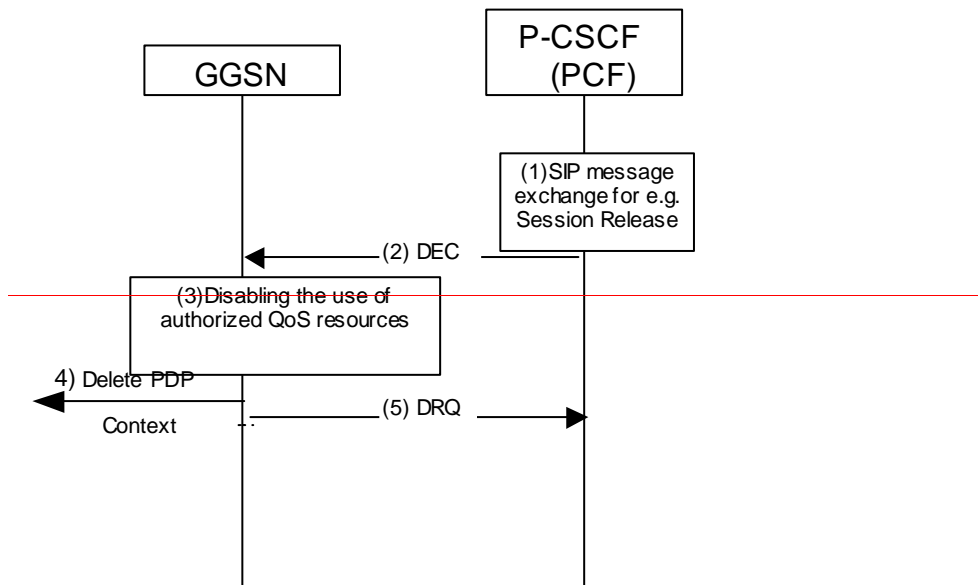 GGSN
P-CSCF
(PCF)
(1)SIP message
exchange for e.g.
Session Release
(2) DEC
(3)Disabling the use of
authorized QoS resources
4) Delete PDP
Context
(5) DRQ